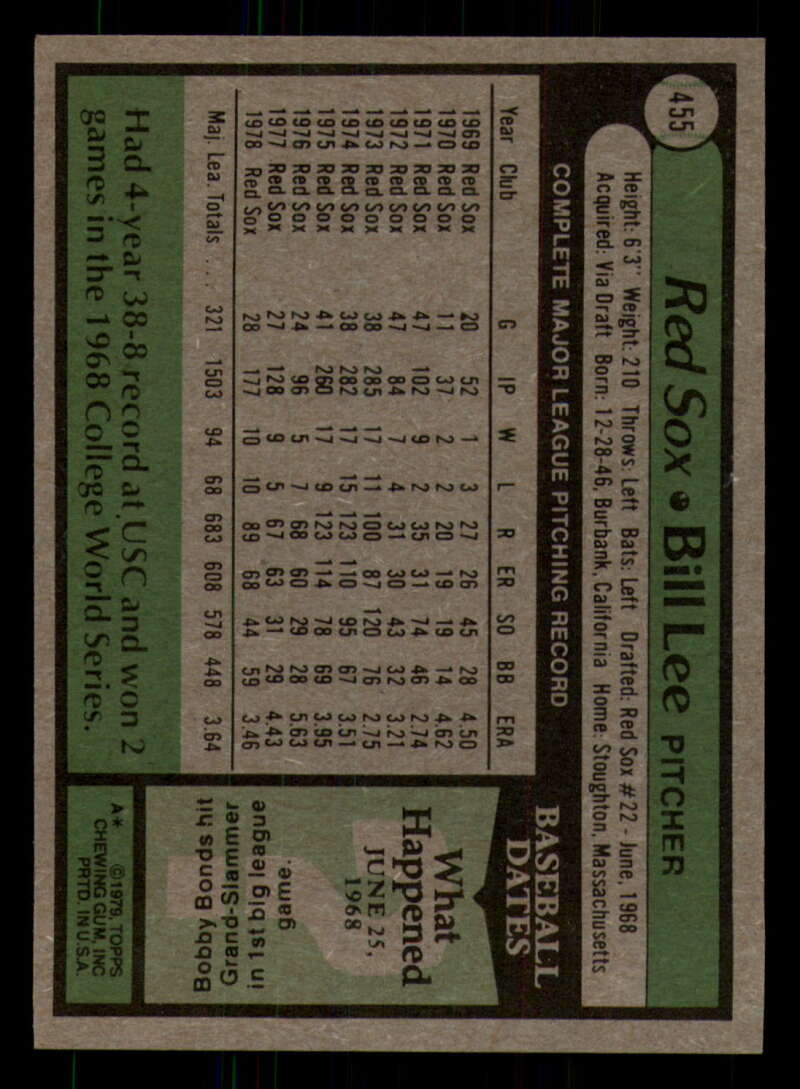 455
Red Sox • Bill Lee PITCHER
Height: 6'3" Weight: 210 Throws: Left Bats: Left Drafted: Red Sox #22 - June, 1968
Acquired: Via Draft Born: 12-28-46, Burbank, California Home: Stoughton, Massachusetts
COMPLETE MAJOR LEAGUE PITCHING RECORD
Year Club G IP W L R ER SO BB ERA
1969 Red Sox 20 52 1 3 27 26 45 28 4.50
1970 Red Sox 11 37 2 2 20 19 19 14 4.62
1971 Red Sox 47 102 9 2 35 31 74 46 2.74
1972 Red Sox 47 84 7 4 31 30 43 32 3.21
1973 Red Sox 38 285 17 11 100 87 120 76 2.75
1974 Red Sox 38 282 17 15 123 110 95 67 3.51
1975 Red Sox 41 260 17 9 123 114 78 69 3.95
1976 Red Sox 24 96 5 7 68 60 29 28 5.63
1977 Red Sox 27 128 9 5 67 63 31 29 4.43
1978 Red Sox 28 177 10 10 89 68 44 59 3.46
Maj. Lea. Totals . . . 321 1503 94 68 683 608 578 448 3.64
Had 4-year 38-8 record at USC and won 2
games in the 1968 College World Series.
BASEBALL
DATES
What
Happened
JUNE 25,
1968
Bobby Bonds hit
Grand-Slammer
in 1st big league
game.
A* ©1979, TOPPS
CHEWING GUM, INC
PRTD. IN U.S.A.